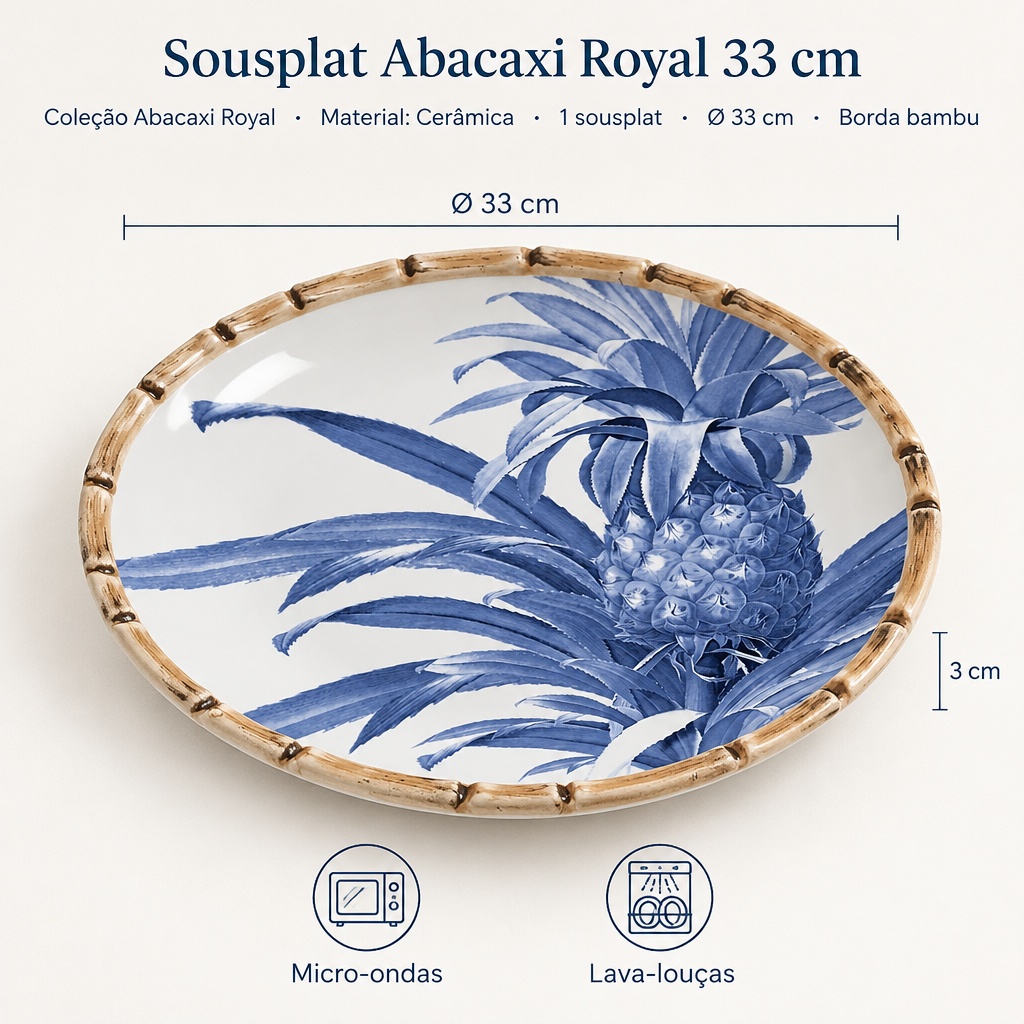 Sousplat Abacaxi Royal 33 cm
Coleção Abacaxi Royal • Material: Cerâmica • 1 sousplat • Ø 33 cm • Borda bambu
Ø 33 cm
3 cm
Micro-ondas
Lava-louças